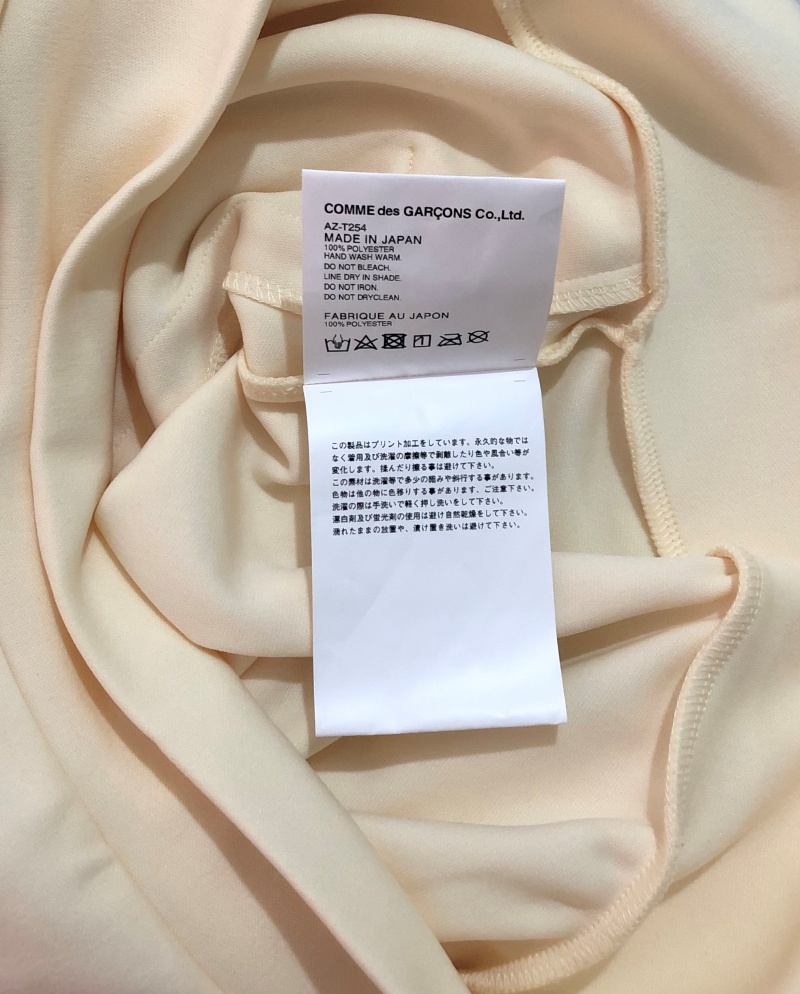 COMME des GARÇONS Co.,Ltd.
AZ-T254
MADE IN JAPAN
100% POLYESTER
HAND WASH WARM.
DO NOT BLEACH.
LINE DRY IN SHADE.
DO NOT IRON.
DO NOT DRYCLEAN.
FABRIQUE AU JAPON
100% POLYESTER
この製品はプリント加工をしています。永久的な物では
なく着用及び洗濯の摩擦等で剥離したり色や風合い等が
変化します。揉んだり擦る事は避けて下さい。
この素材は洗濯等で多少の縮みや斜行する事があります。
色物は他の物に色移りする事があります、ご注意下さい。
洗濯の際は手洗いで軽く押し洗いをして下さい。
漂白剤及び蛍光剤の使用は避け自然乾燥をして下さい。
濡れたままの放置や、漬け置き洗いは避けて下さい。